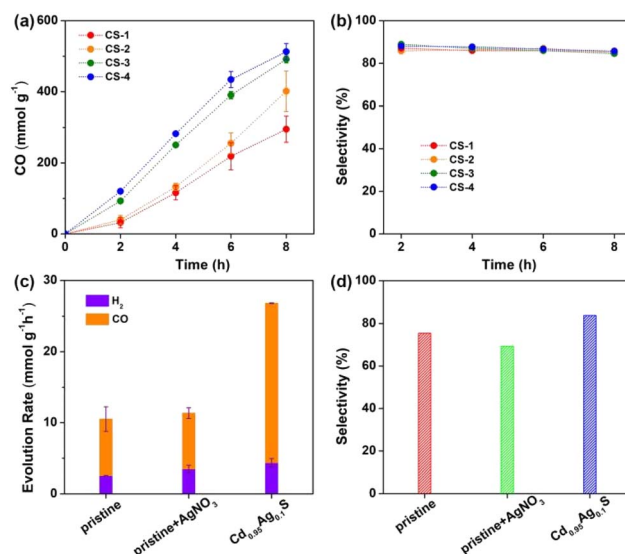 (a)
CS-1
CS-2
CS-3
CS-4
600
400
200
0
CO (mmol g⁻¹)
0 2 4 6 8
Time (h)
(b)
100
80
60
40
20
0
Selectivity (%)
CS-1
CS-2
CS-3
CS-4
2 4 6 8
Time (h)
(c)
H₂
CO
30
20
10
0
Evolution Rate (mmol g⁻¹h⁻¹)
pristine
pristine+AgNO₃
Cd₀.₉₅Ag₀.₁S
(d)
100
80
60
40
20
0
Selectivity (%)
pristine
pristine+AgNO₃
Cd₀.₉₅Ag₀.₁S